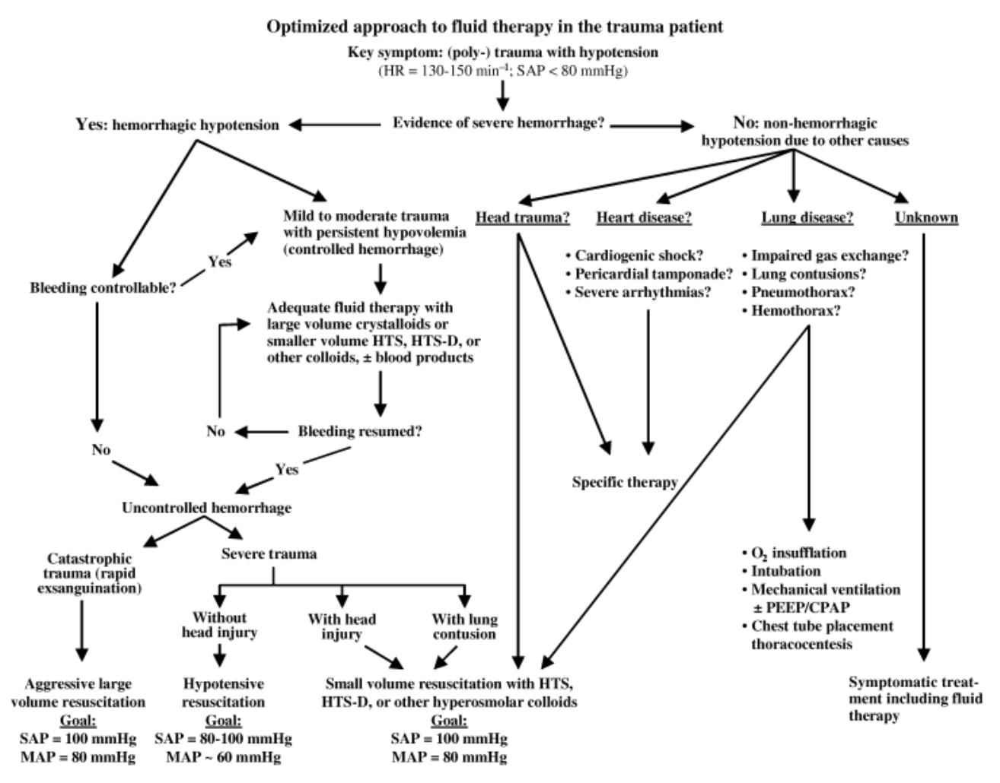 Optimized approach to fluid therapy in the trauma patient
Key symptom: (poly-) trauma with hypotension
(HR = 130-150 min⁻¹; SAP < 80 mmHg)
Evidence of severe hemorrhage?
Yes: hemorrhagic hypotension
No: non-hemorrhagic
hypotension due to other causes
Mild to moderate trauma
with persistent hypovolemia
(controlled hemorrhage)
Yes
Bleeding controllable?
Adequate fluid therapy with
large volume crystalloids or
smaller volume HTS, HTS-D, or
other colloids, ± blood products
No
Bleeding resumed?
No
Yes
Uncontrolled hemorrhage
Catastrophic
trauma (rapid
exsanguination)
Severe trauma
Without
head injury
With head
injury
With lung
contusion
Aggressive large
volume resuscitation
Goal:
SAP = 100 mmHg
MAP = 80 mmHg
Hypotensive
resuscitation
Goal:
SAP = 80-100 mmHg
MAP ~ 60 mmHg
Small volume resuscitation with HTS,
HTS-D, or other hyperosmolar colloids
Goal:
SAP = 100 mmHg
MAP = 80 mmHg
Head trauma?
Heart disease?
• Cardiogenic shock?
• Pericardial tamponade?
• Severe arrhythmias?
Specific therapy
Lung disease?
• Impaired gas exchange?
• Lung contusions?
• Pneumothorax?
• Hemothorax?
• O₂ insufflation
• Intubation
• Mechanical ventilation
± PEEP/CPAP
• Chest tube placement
thoracocentesis
Unknown
Symptomatic treat-
ment including fluid
therapy